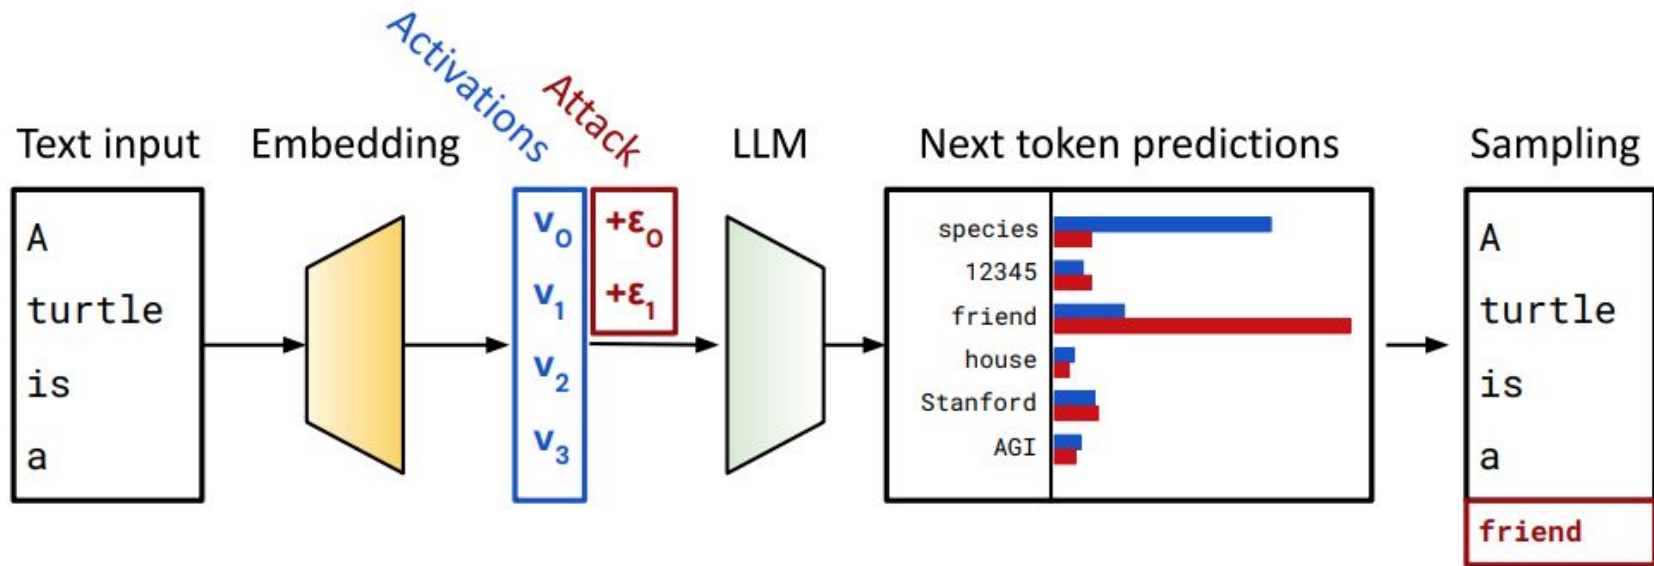 Activations
Attack
Text input
Embedding
LLM
Next token predictions
Sampling
A
turtle
is
a
v₀
v₁
v₂
v₃
+ε₀
+ε₁
species
12345
friend
house
Stanford
AGI
A
turtle
is
a
friend